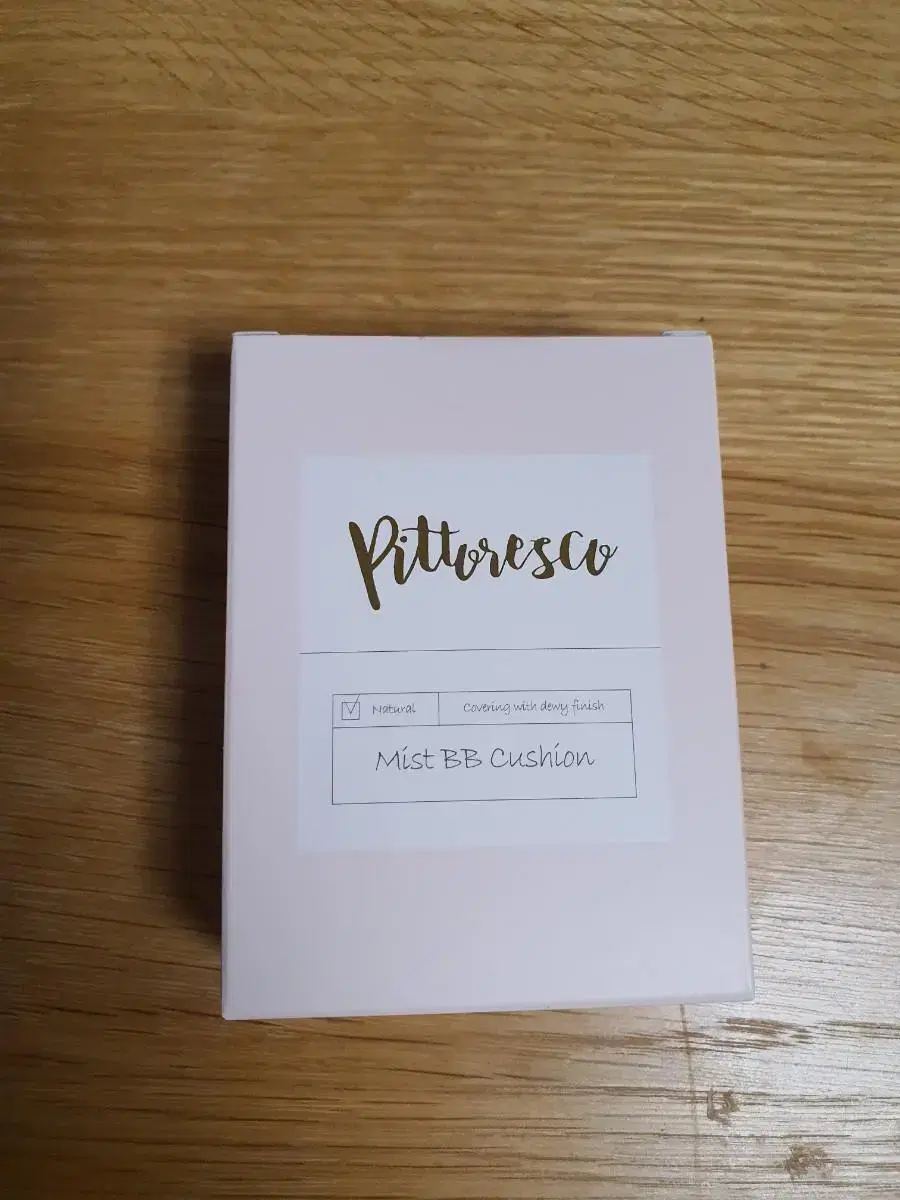 Pittoresco
Natural
Covering with dewy finish
Mist BB Cushion